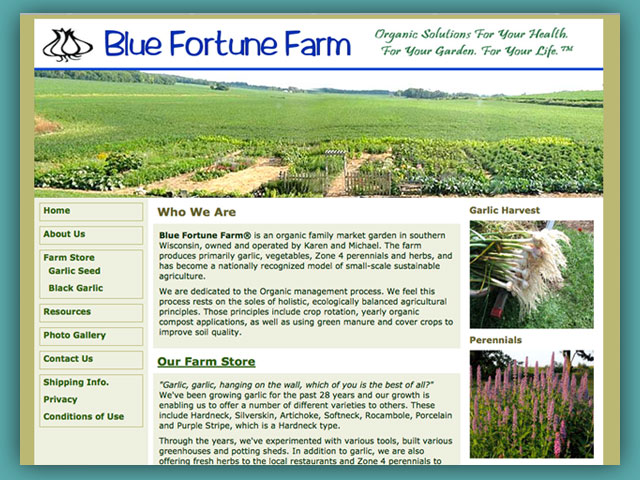 Blue Fortune Farm
Organic Solutions For Your Health.
For Your Garden. For Your Life.™
Home
About Us
Farm Store
Garlic Seed
Black Garlic
Resources
Photo Gallery
Contact Us
Shipping Info.
Privacy
Conditions of Use
Who We Are
Blue Fortune Farm® is an organic family market garden in southern
Wisconsin, owned and operated by Karen and Michael. The farm
produces primarily garlic, vegetables, Zone 4 perennials and herbs, and
has become a nationally recognized model of small-scale sustainable
agriculture.
We are dedicated to the Organic management process. We feel this
process rests on the soles of holistic, ecologically balanced agricultural
principles. Those principles include crop rotation, yearly organic
compost applications, as well as using green manure and cover crops to
improve soil quality.
Our Farm Store
"Garlic, garlic, hanging on the wall, which of you is the best of all?"
We've been growing garlic for the past 28 years and our growth is
enabling us to offer a number of different varieties to others. These
include Hardneck, Silverskin, Artichoke, Softneck, Rocambole, Porcelain
and Purple Stripe, which is a Hardneck type.
Through the years, we've experimented with various tools, built various
greenhouses and potting sheds. In addition to garlic, we are also
offering fresh herbs to the local restaurants and Zone 4 perennials to
Garlic Harvest
Perennials